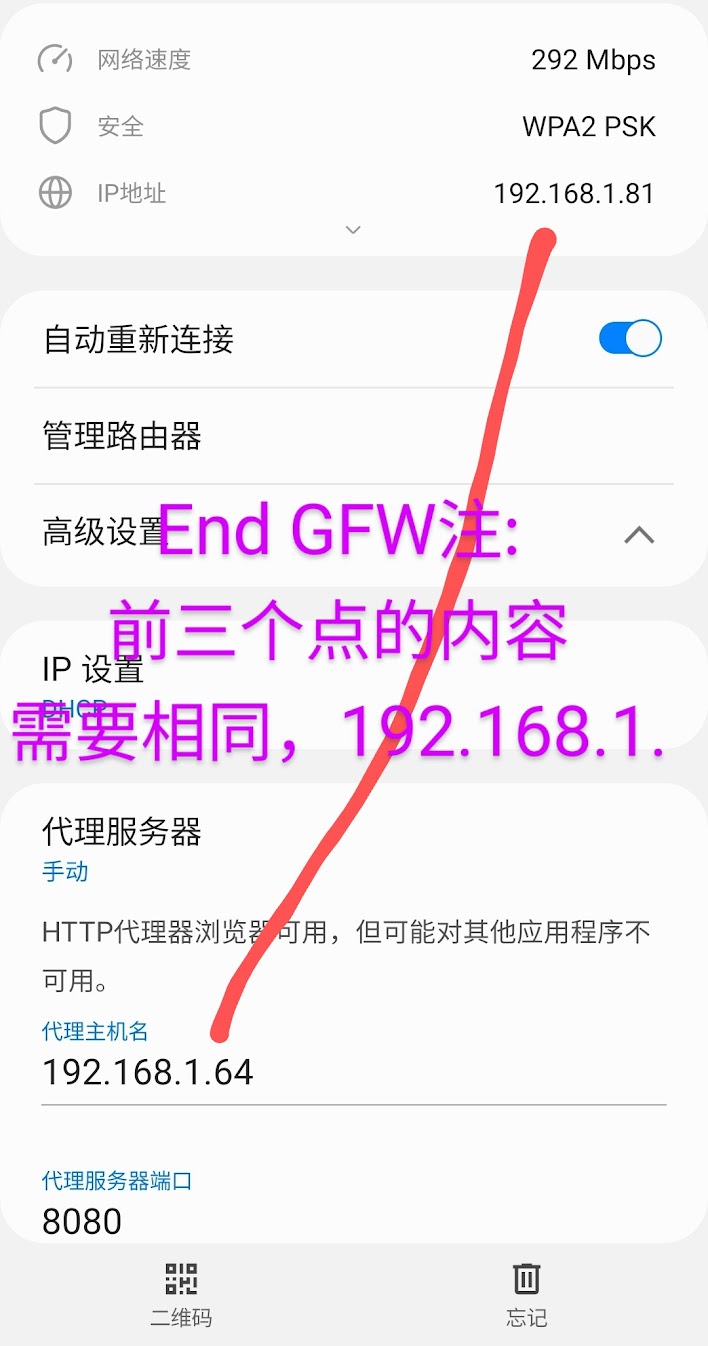 网络速度 292 Mbps
安全 WPA2 PSK
IP地址 192.168.1.81
自动重新连接
管理路由器
高级设置
End GFW注:
前三个点的内容
IP 设置
DHCP
需要相同，192.168.1.
代理服务器
手动
HTTP代理器浏览器可用，但可能对其他应用程序不
可用。
代理主机名
192.168.1.64
代理服务器端口
8080
二维码 忘记